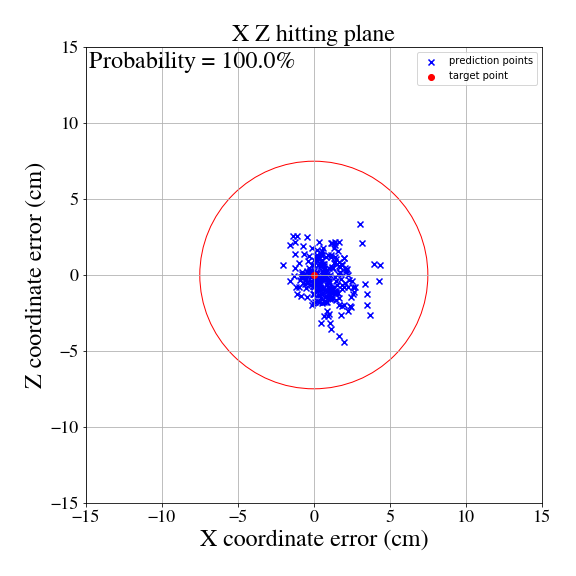 X Z hitting plane
Probability = 100.0%
prediction points
target point
15
10
5
0
−5
−10
−15
Z coordinate error (cm)
−15
−10
−5
0
5
10
15
X coordinate error (cm)